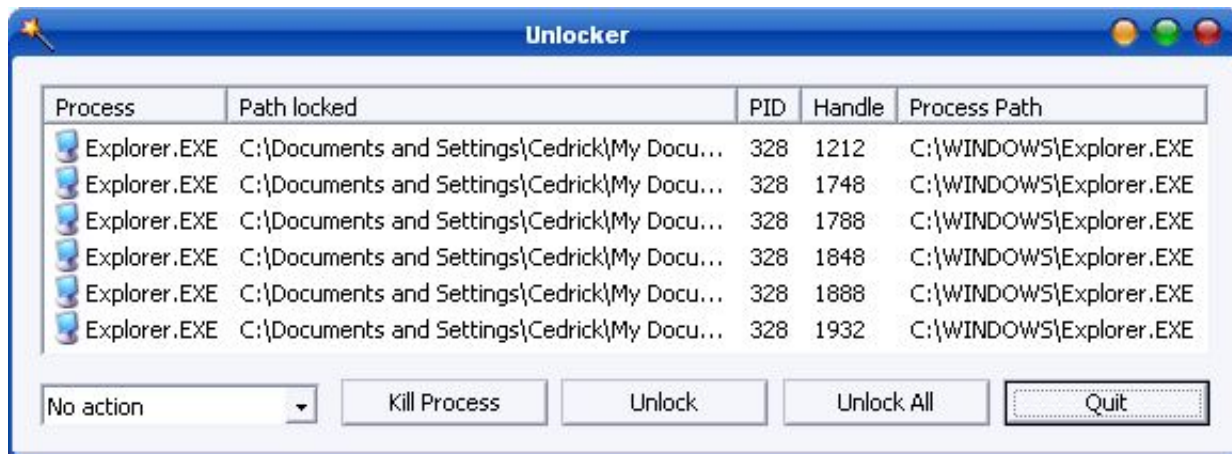 Unlocker
Process Path locked PID Handle Process Path
Explorer.EXE C:\Documents and Settings\Cedrick\My Docu... 328 1212 C:\WINDOWS\Explorer.EXE
Explorer.EXE C:\Documents and Settings\Cedrick\My Docu... 328 1748 C:\WINDOWS\Explorer.EXE
Explorer.EXE C:\Documents and Settings\Cedrick\My Docu... 328 1788 C:\WINDOWS\Explorer.EXE
Explorer.EXE C:\Documents and Settings\Cedrick\My Docu... 328 1848 C:\WINDOWS\Explorer.EXE
Explorer.EXE C:\Documents and Settings\Cedrick\My Docu... 328 1888 C:\WINDOWS\Explorer.EXE
Explorer.EXE C:\Documents and Settings\Cedrick\My Docu... 328 1932 C:\WINDOWS\Explorer.EXE
No action Kill Process Unlock Unlock All Quit